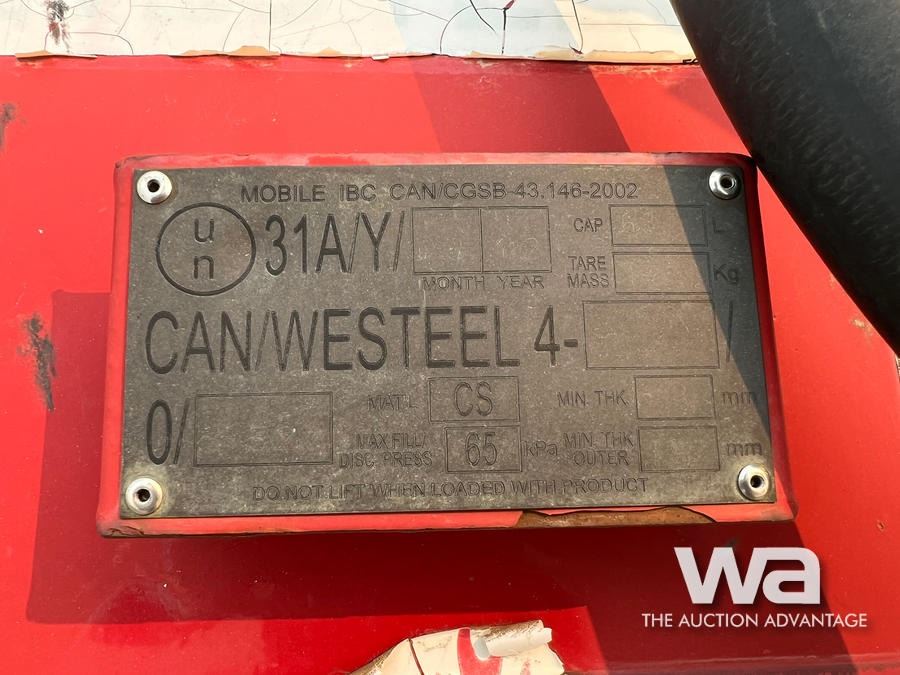 MOBILE IBC CAN/CGSB-43.146-2002
un 31A/Y/
MONTH YEAR
CAP L
TARE MASS Kg
CAN/WESTEEL 4- /
0/
MAT'L CS
MIN. THK. mm
MAX FILL/ DISC. PRESS 65 kPa
MIN. THK. OUTER mm
DO NOT LIFT WHEN LOADED WITH PRODUCT
wa
THE AUCTION ADVANTAGE